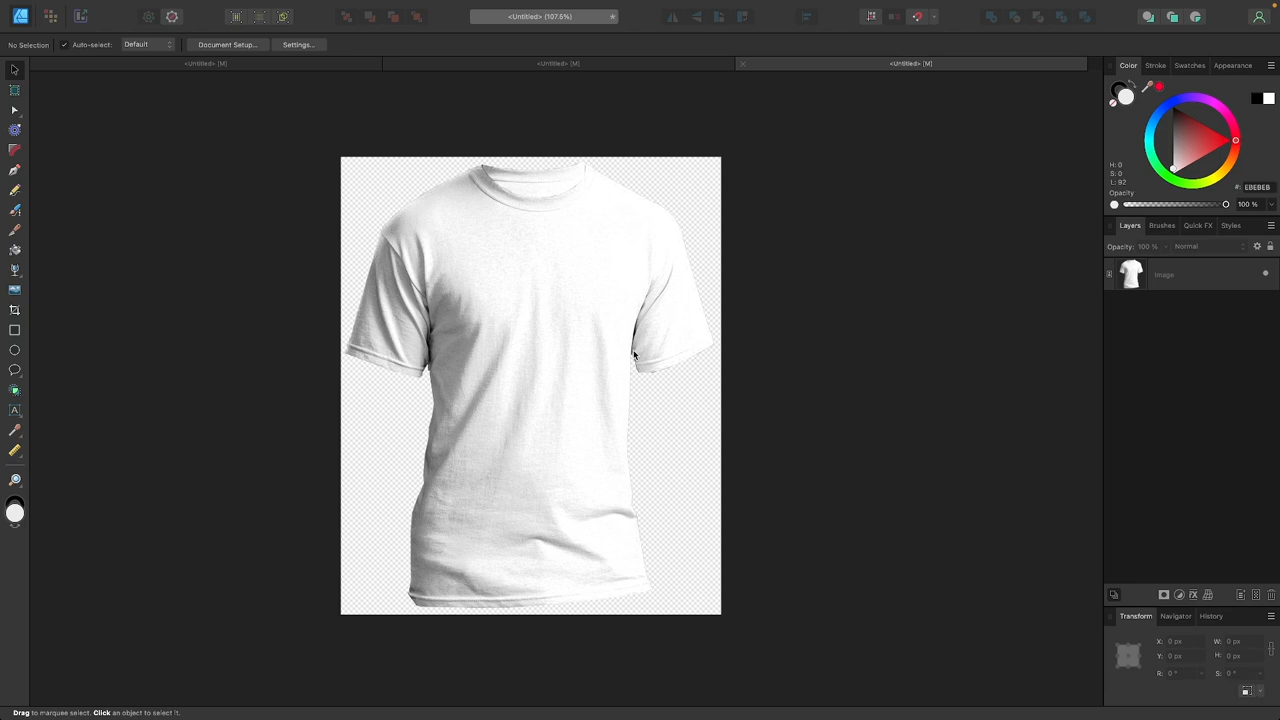 <Untitled> (107.5%)
No Selection
Auto-select:
Default
Document Setup...
Settings...
<Untitled> [M]
<Untitled> [M]
<Untitled> [M]
Color
Stroke
Swatches
Appearance
H: 0
S: 0
L: 92
#:
EBEBEB
Opacity
100 %
Layers
Brushes
Quick FX
Styles
Opacity:
100 %
Normal
Image
Transform
Navigator
History
X:
0 px
W:
0 px
Y:
0 px
H:
0 px
R:
0 °
S:
0 °
Drag to marquee select. Click an object to select it.